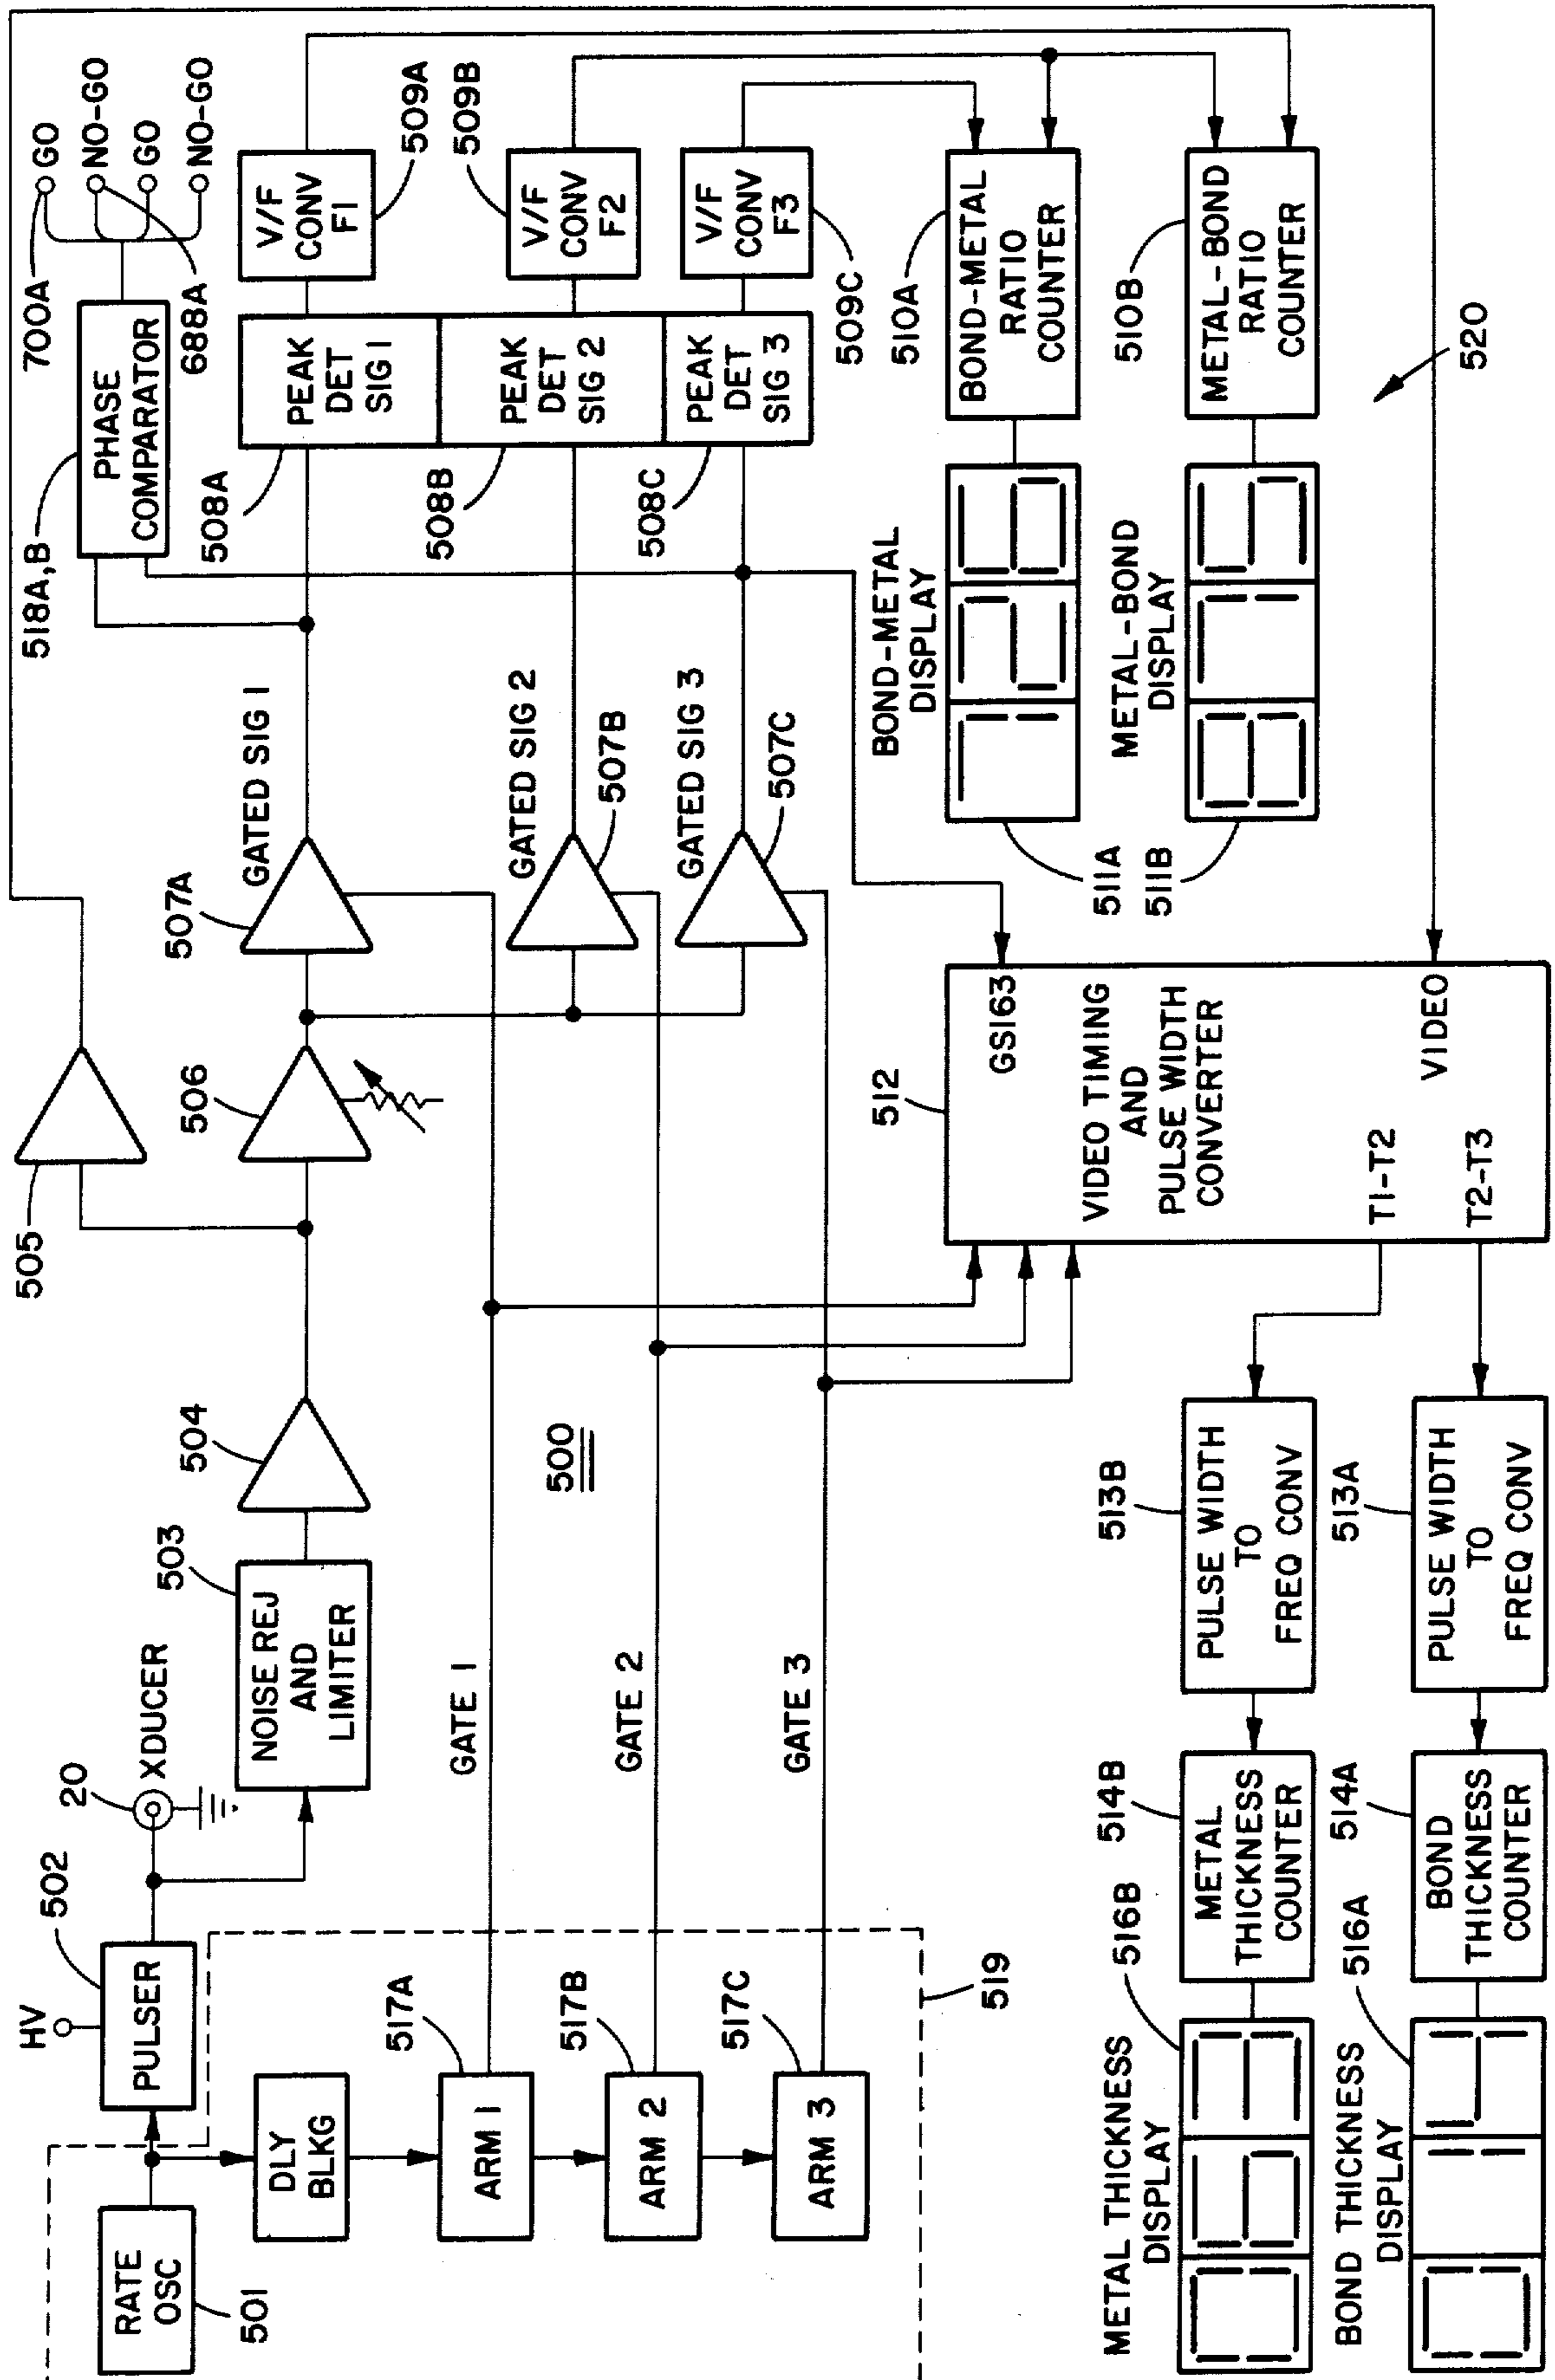 HV
XDUCER
20
502
PULSER
RATE
OSC
501
DLY
BLKG
517A
ARM 1
517B
ARM 2
517C
ARM 3
519
GATE 1
GATE 2
GATE 3
500
503
NOISE REJ
AND
LIMITER
504
505
506
507A
GATED SIG 1
GATED SIG 2
507B
GATED SIG 3
507C
518A,B
PHASE
COMPARATOR
700A
GO
NO-GO
GO
NO-GO
688A
508A
PEAK
DET
SIG 1
508B
PEAK
DET
SIG 2
508C
PEAK
DET
SIG 3
V/F
CONV
F1
509A
V/F
CONV
F2
509B
V/F
CONV
F3
509C
510A
BOND-METAL
RATIO
COUNTER
510B
METAL-BOND
RATIO
COUNTER
BOND-METAL
DISPLAY
726
511A
METAL-BOND
DISPLAY
875
511B
520
512
GS163
VIDEO TIMING
AND
PULSE WIDTH
CONVERTER
T1-T2
T2-T3
VIDEO
513B
PULSE WIDTH
TO
FREQ CONV
513A
PULSE WIDTH
TO
FREQ CONV
514B
METAL
THICKNESS
COUNTER
514A
BOND
THICKNESS
COUNTER
METAL THICKNESS
DISPLAY
516B
063
BOND THICKNESS
DISPLAY
516A
014